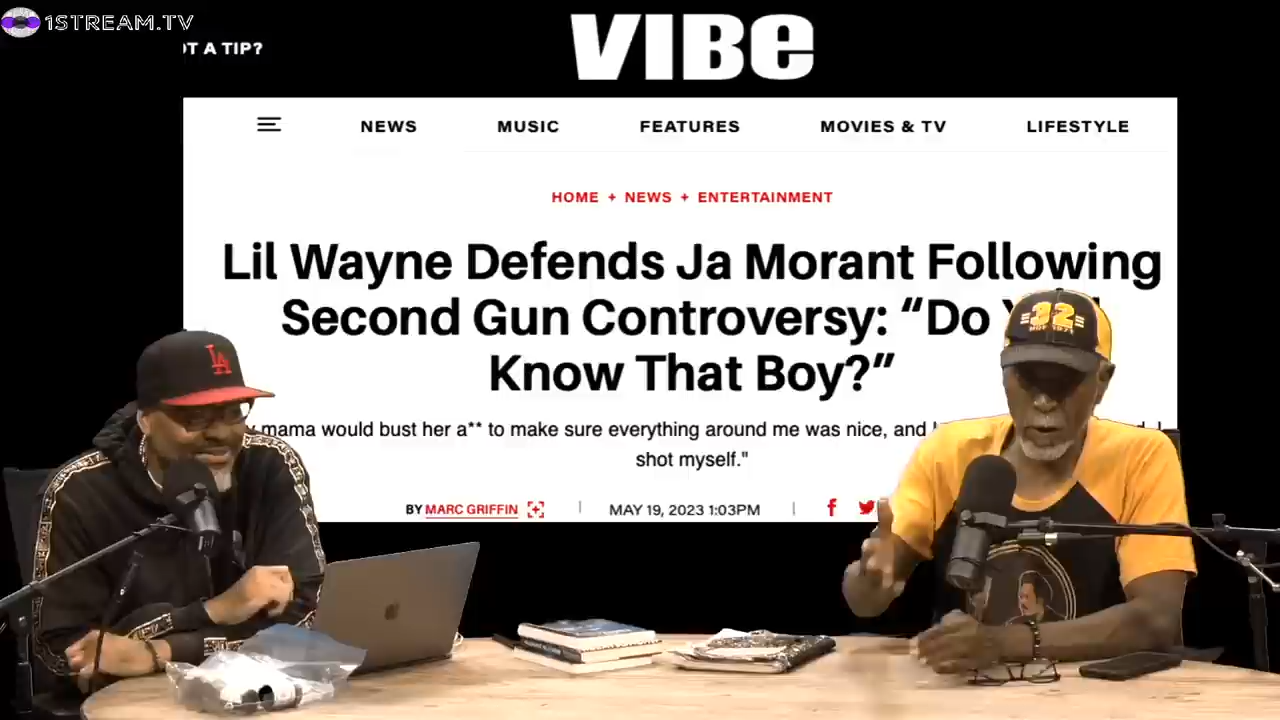 1STREAM.TV
OT A TIP?
VIBE
NEWS MUSIC FEATURES MOVIES & TV LIFESTYLE
HOME + NEWS + ENTERTAINMENT
Lil Wayne Defends Ja Morant Following
Second Gun Controversy: “Do
Know That Boy?”
mama would bust her a** to make sure everything around me was nice, and I
shot myself."
BY MARC GRIFFIN MAY 19, 2023 1:03PM
LA
32